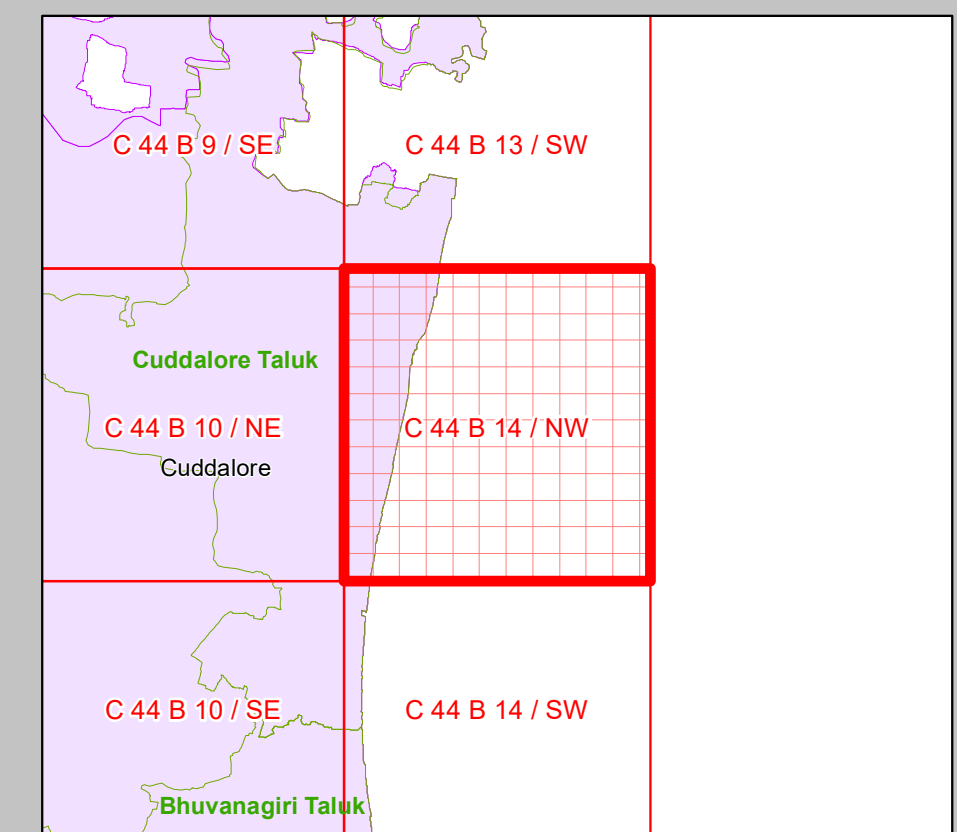 C 44 B 9 / SE
C 44 B 13 / SW
Cuddalore Taluk
C 44 B 10 / NE
C 44 B 14 / NW
Cuddalore
C 44 B 10 / SE
C 44 B 14 / SW
Bhuvanagiri Taluk